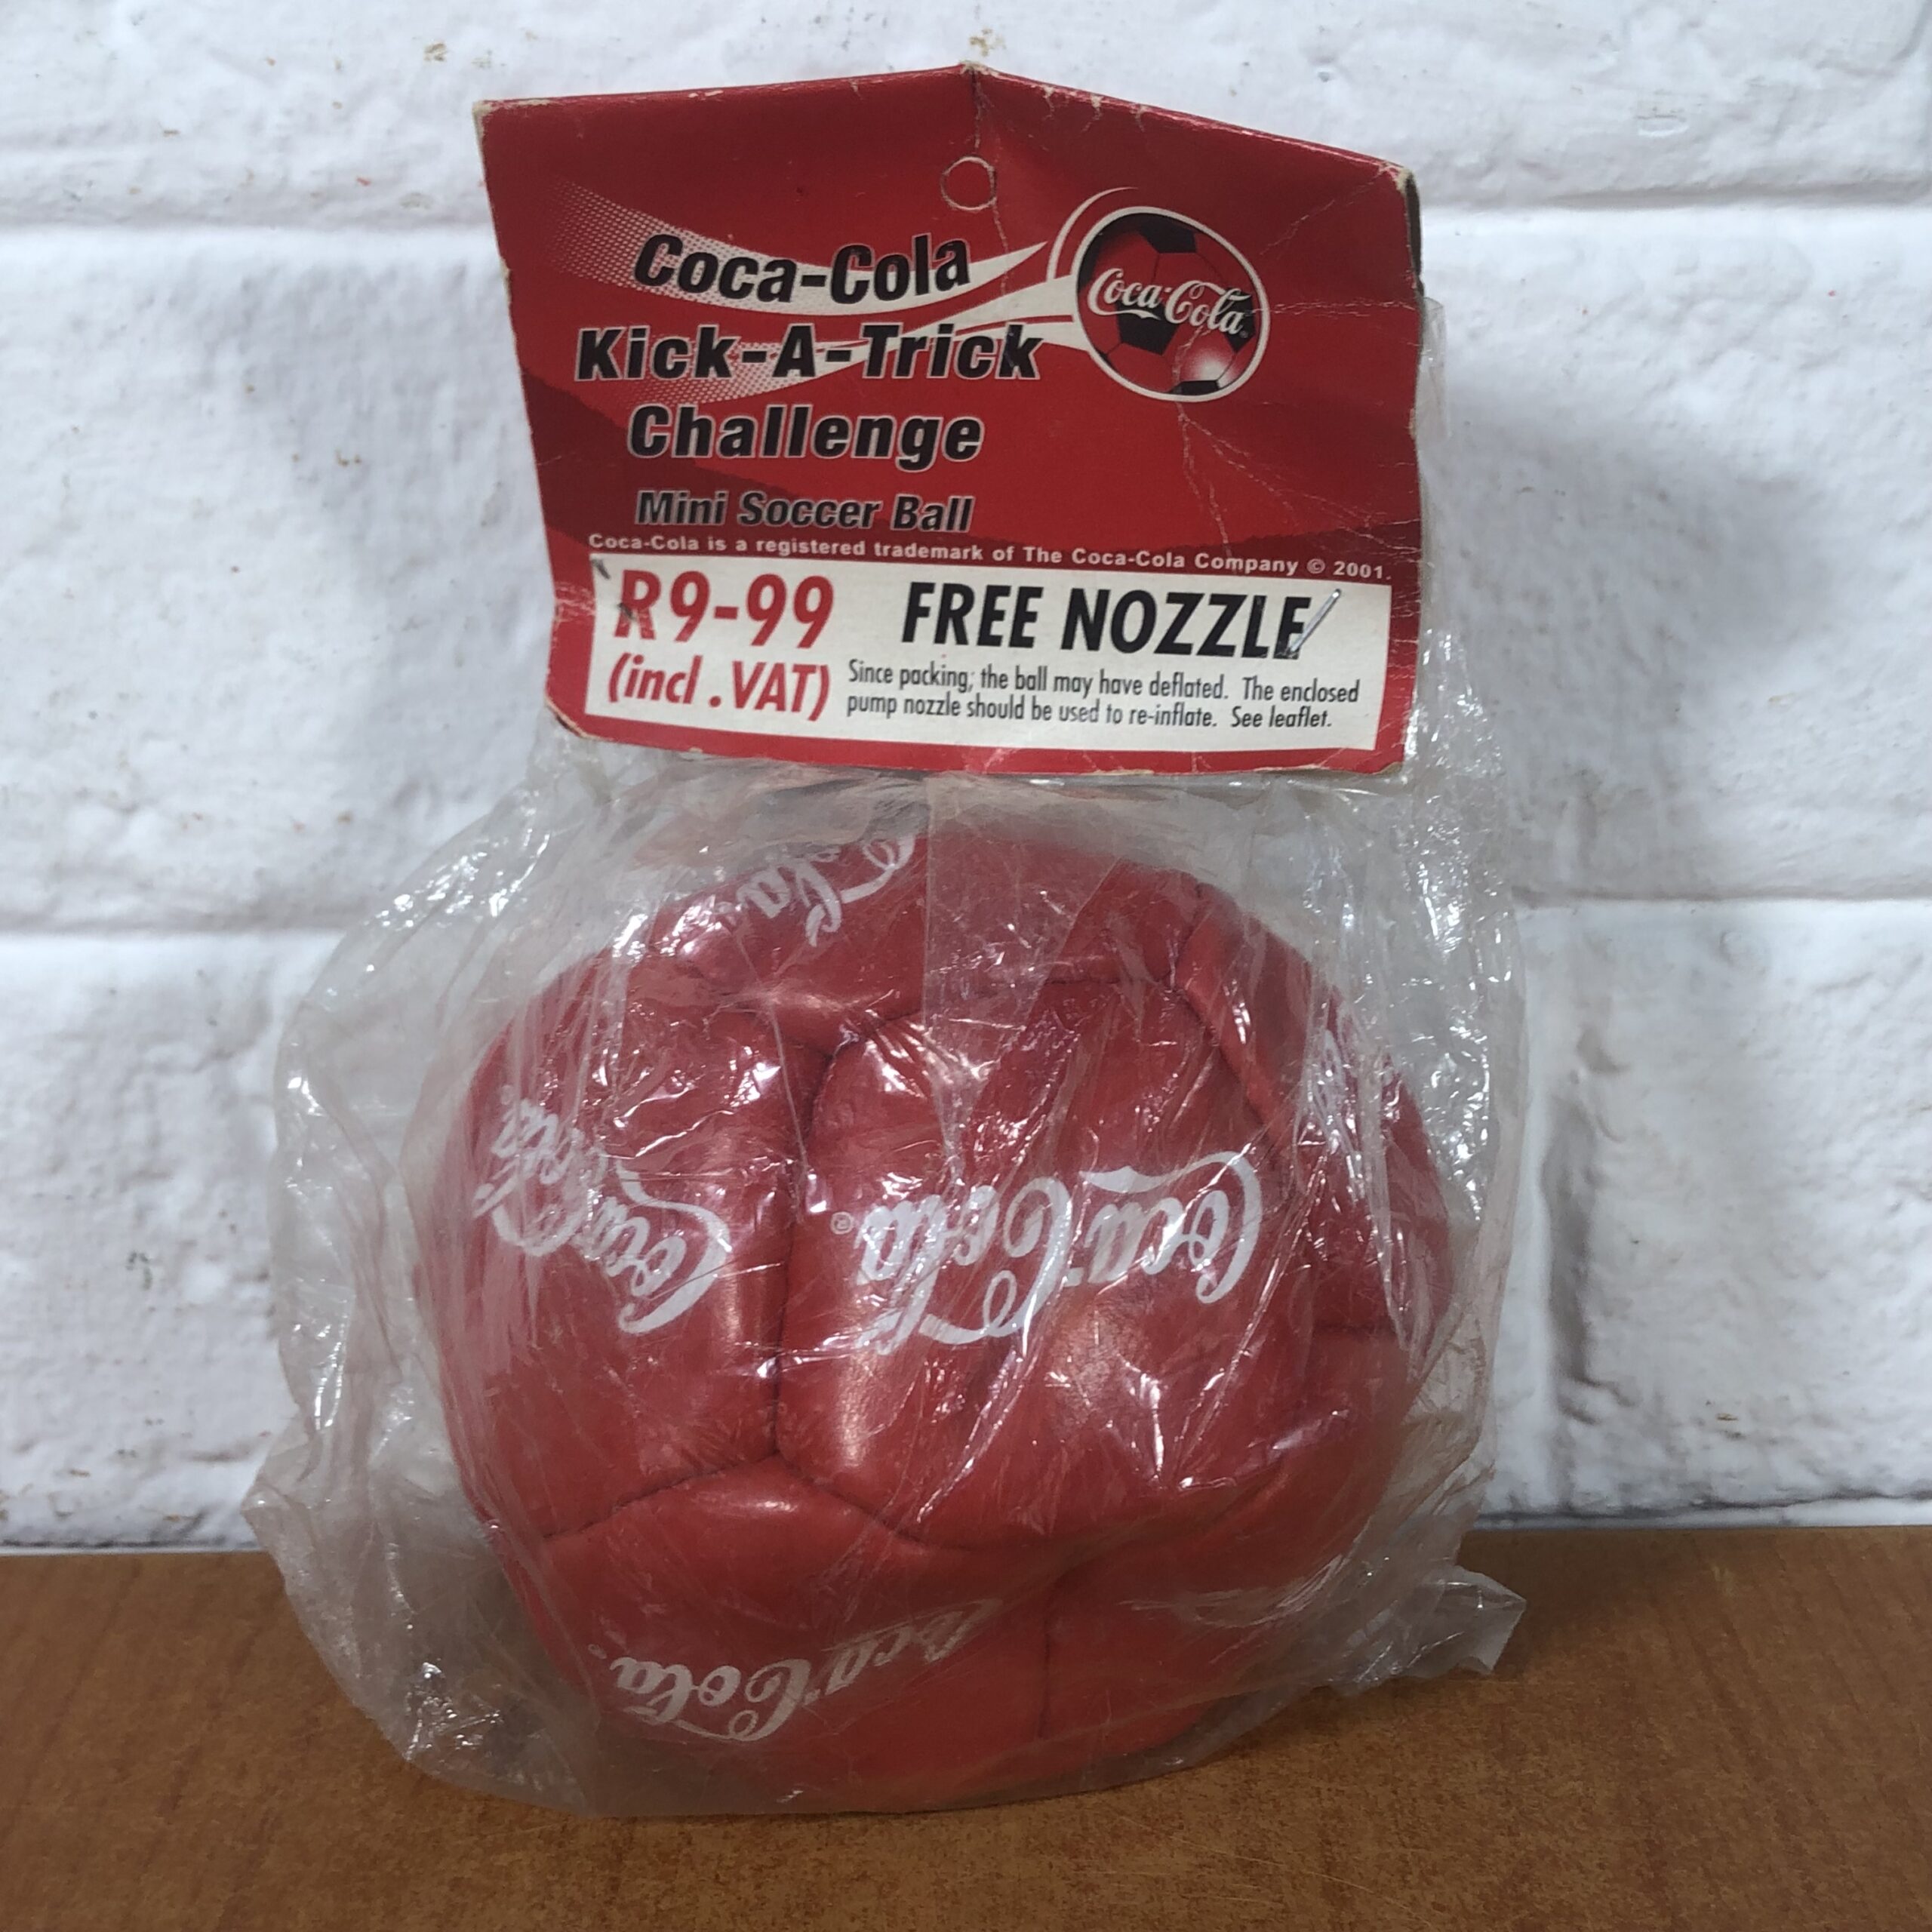 Coca-Cola
Kick-A-Trick
Challenge
Mini Soccer Ball
Coca-Cola
Coca-Cola is a registered trademark of The Coca-Cola Company © 2001.
R9-99
(incl .VAT)
FREE NOZZLE
Since packing; the ball may have deflated. The enclosed
pump nozzle should be used to re-inflate. See leaflet.
Cola
Coca-Cola
Coca-Cola®
Coca-Cola